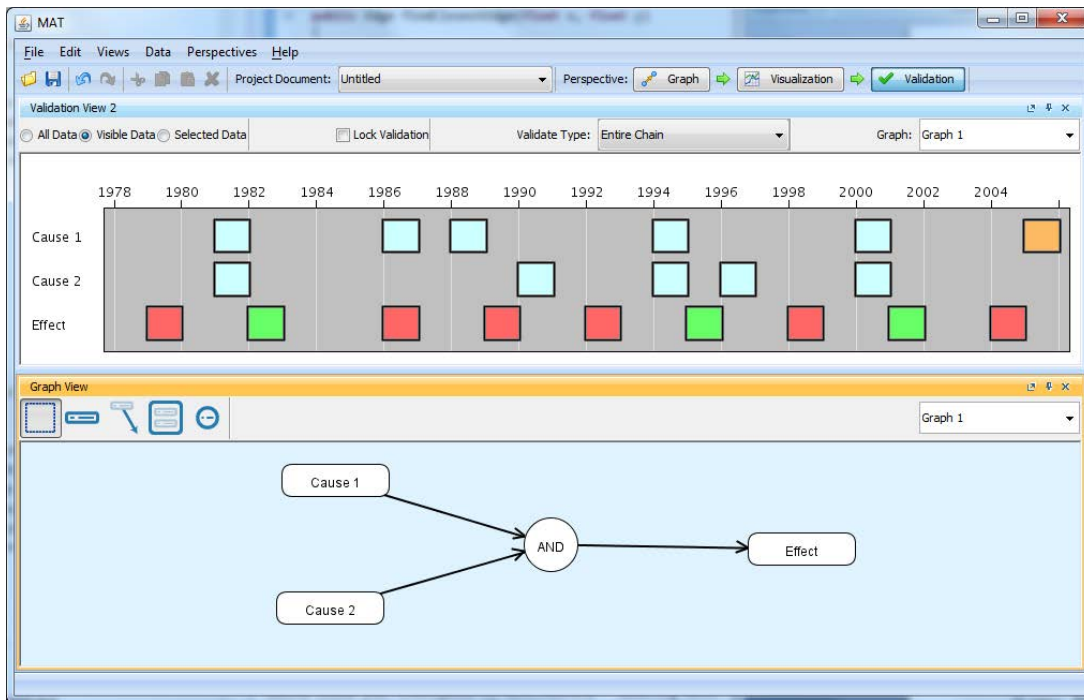 MAT
File Edit Views Data Perspectives Help
Project Document: Untitled Perspective: Graph Visualization Validation
Validation View 2
All Data Visible Data Selected Data Lock Validation Validate Type: Entire Chain Graph: Graph 1
1978 1980 1982 1984 1986 1988 1990 1992 1994 1996 1998 2000 2002 2004
Cause 1
Cause 2
Effect
Graph View
Graph 1
Cause 1
AND
Effect
Cause 2